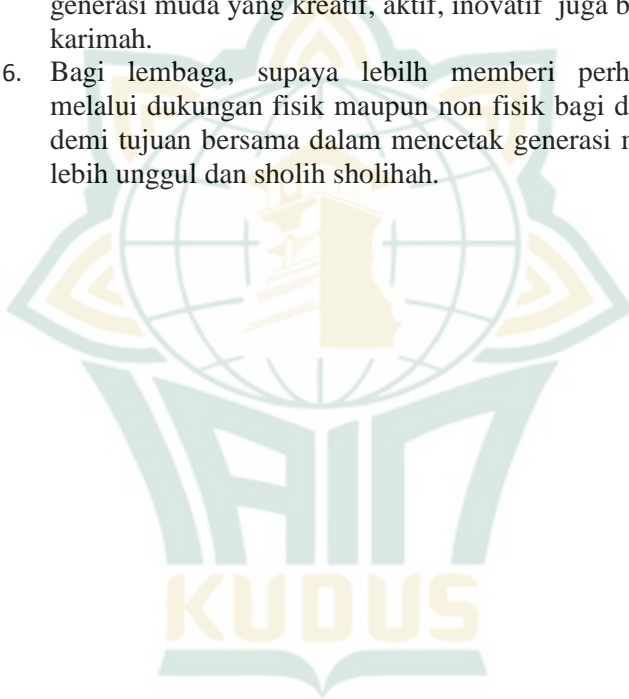 generasi muda yang kreatif, aktif, inovatif juga
karimah.
6. Bagi lembaga, supaya lebilh memberi
melalui dukungan fisik maupun non fisik bagi
demi tujuan bersama dalam mencetak generasi
lebih unggul dan sholih sholihah.
IAIN
KUDUS